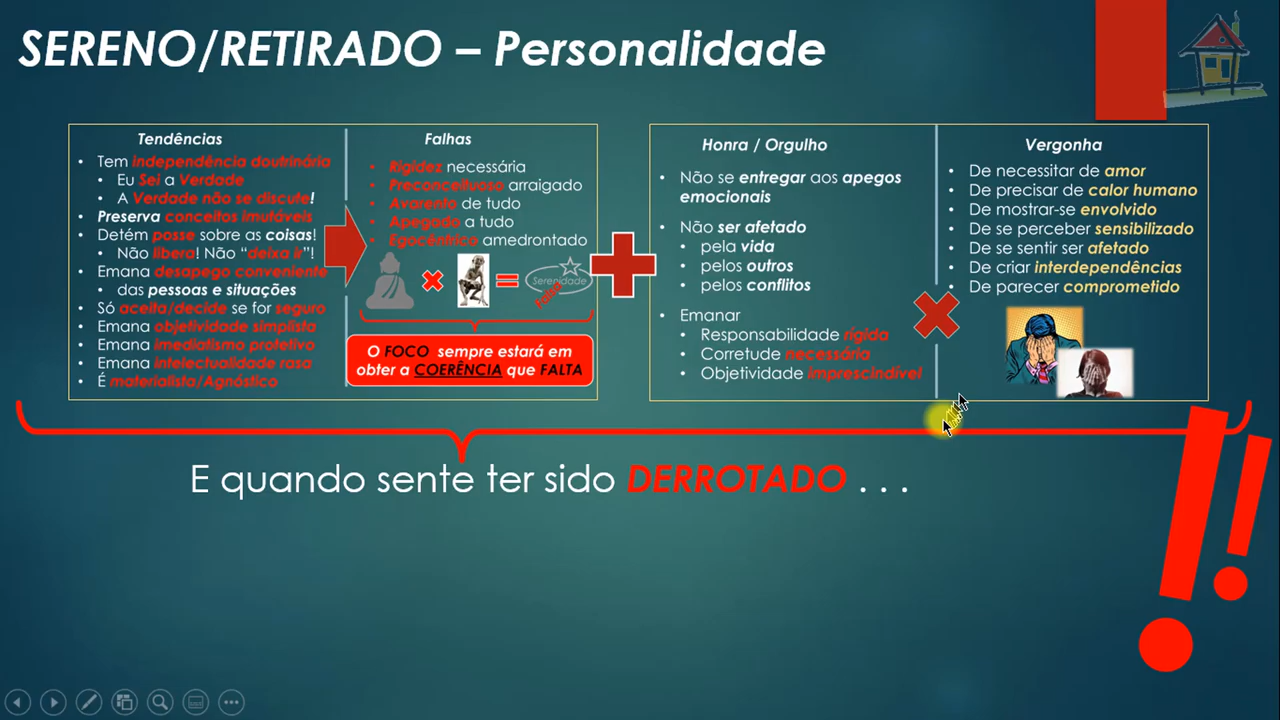 SERENO/RETIRADO – Personalidade
Tendências
• Tem independência doutrinária
• Eu Sei a Verdade
• A Verdade não se discute!
• Preserva conceitos imutáveis
• Detém posse sobre as coisas!
• Não libera! Não “deixa ir”!
• Emana desapego conveniente
• das pessoas e situações
• Só aceita/decide se for seguro
• Emana objetividade simplista
• Emana imediatismo protetivo
• Emana intelectualidade rasa
• É materialista/Agnóstico
Falhas
• Rigidez necessária
• Preconceituoso arraigado
• Avarento de tudo
• Apegado a tudo
• Egocêntrico amedrontado
Serenidade
Falsa
O FOCO sempre estará em
obter a COERÊNCIA que FALTA
Honra / Orgulho
• Não se entregar aos apegos
emocionais
• Não ser afetado
• pela vida
• pelos outros
• pelos conflitos
• Emanar
• Responsabilidade rígida
• Corretude necessária
• Objetividade imprescindível
Vergonha
• De necessitar de amor
• De precisar de calor humano
• De mostrar-se envolvido
• De se perceber sensibilizado
• De se sentir ser afetado
• De criar interdependências
• De parecer comprometido
E quando sente ter sido DERROTADO . . .
!!